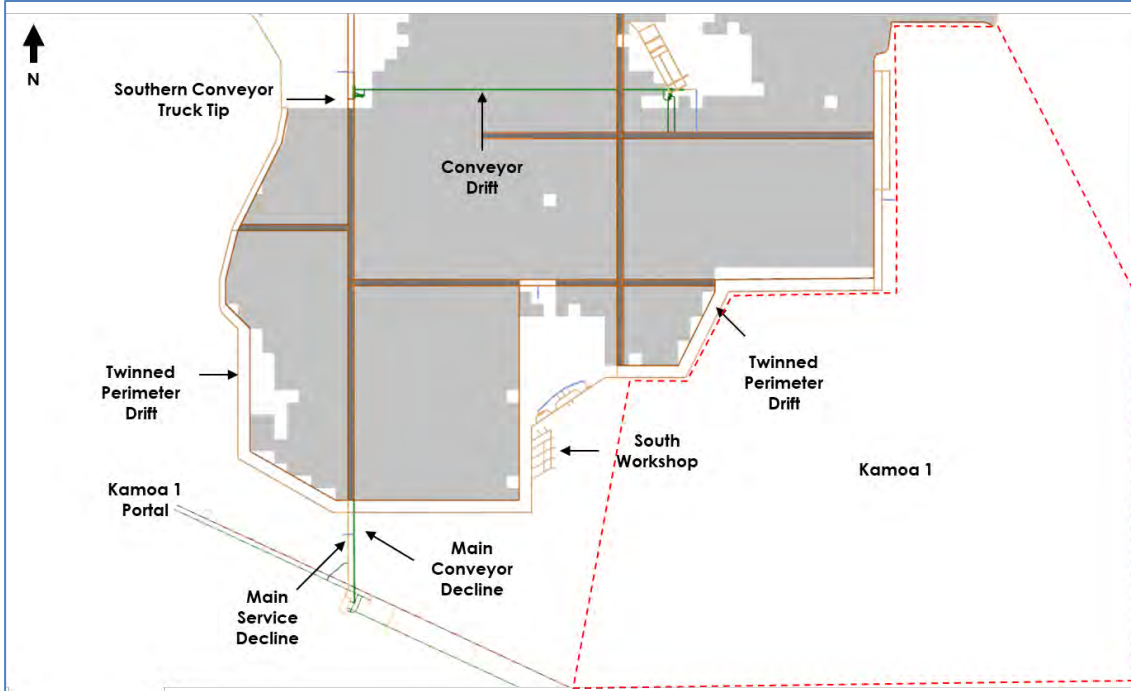 N
Southern Conveyor
Truck Tip
Conveyor
Drift
Twinned
Perimeter
Drift
Twinned
Perimeter
Drift
South
Workshop
Kamoa 1
Kamoa 1
Portal
Main
Conveyor
Decline
Main
Service
Decline